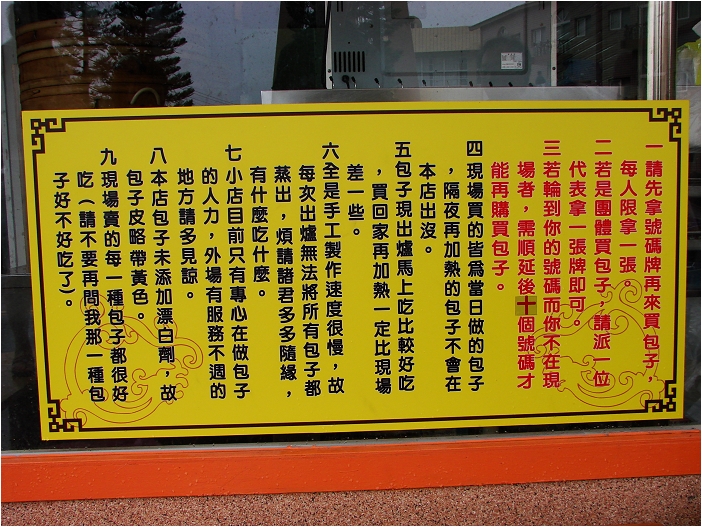 一請先拿號碼牌再來買包子，
每人限拿一張。
二若是團體買包子，請派一位
代表拿一張牌即可。
三若輪到你的號碼而你不在現
場者，需順延後十個號碼才
能再購買包子。
四現場買的皆為當日做的包子
，隔夜再加熱的包子不會在
本店出沒。
五包子現出爐馬上吃比較好吃
，買回家再加熱一定比現場
差一些。
六全是手工製作速度很慢，故
每次出爐無法將所有包子都
蒸出，煩請諸君多多隨緣，
有什麼吃什麼。
七小店目前只有專心在做包子
的人力，外場有服務不週的
地方請多見諒。
八本店包子未添加漂白劑，故
包子皮略帶黃色。
九現場賣的每一種包子都很好
吃（請不要再問我那一種包
子好不好吃了）。